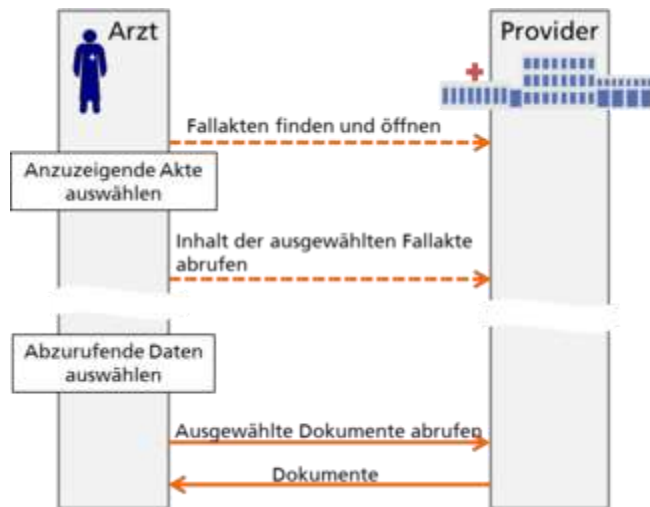 Arzt
Provider
Fallakten finden und öffnen
Anzuzeigende Akte
auswählen
Inhalt der ausgewählten Fallakte
abrufen
Abzurufende Daten
auswählen
Ausgewählte Dokumente abrufen
Dokumente